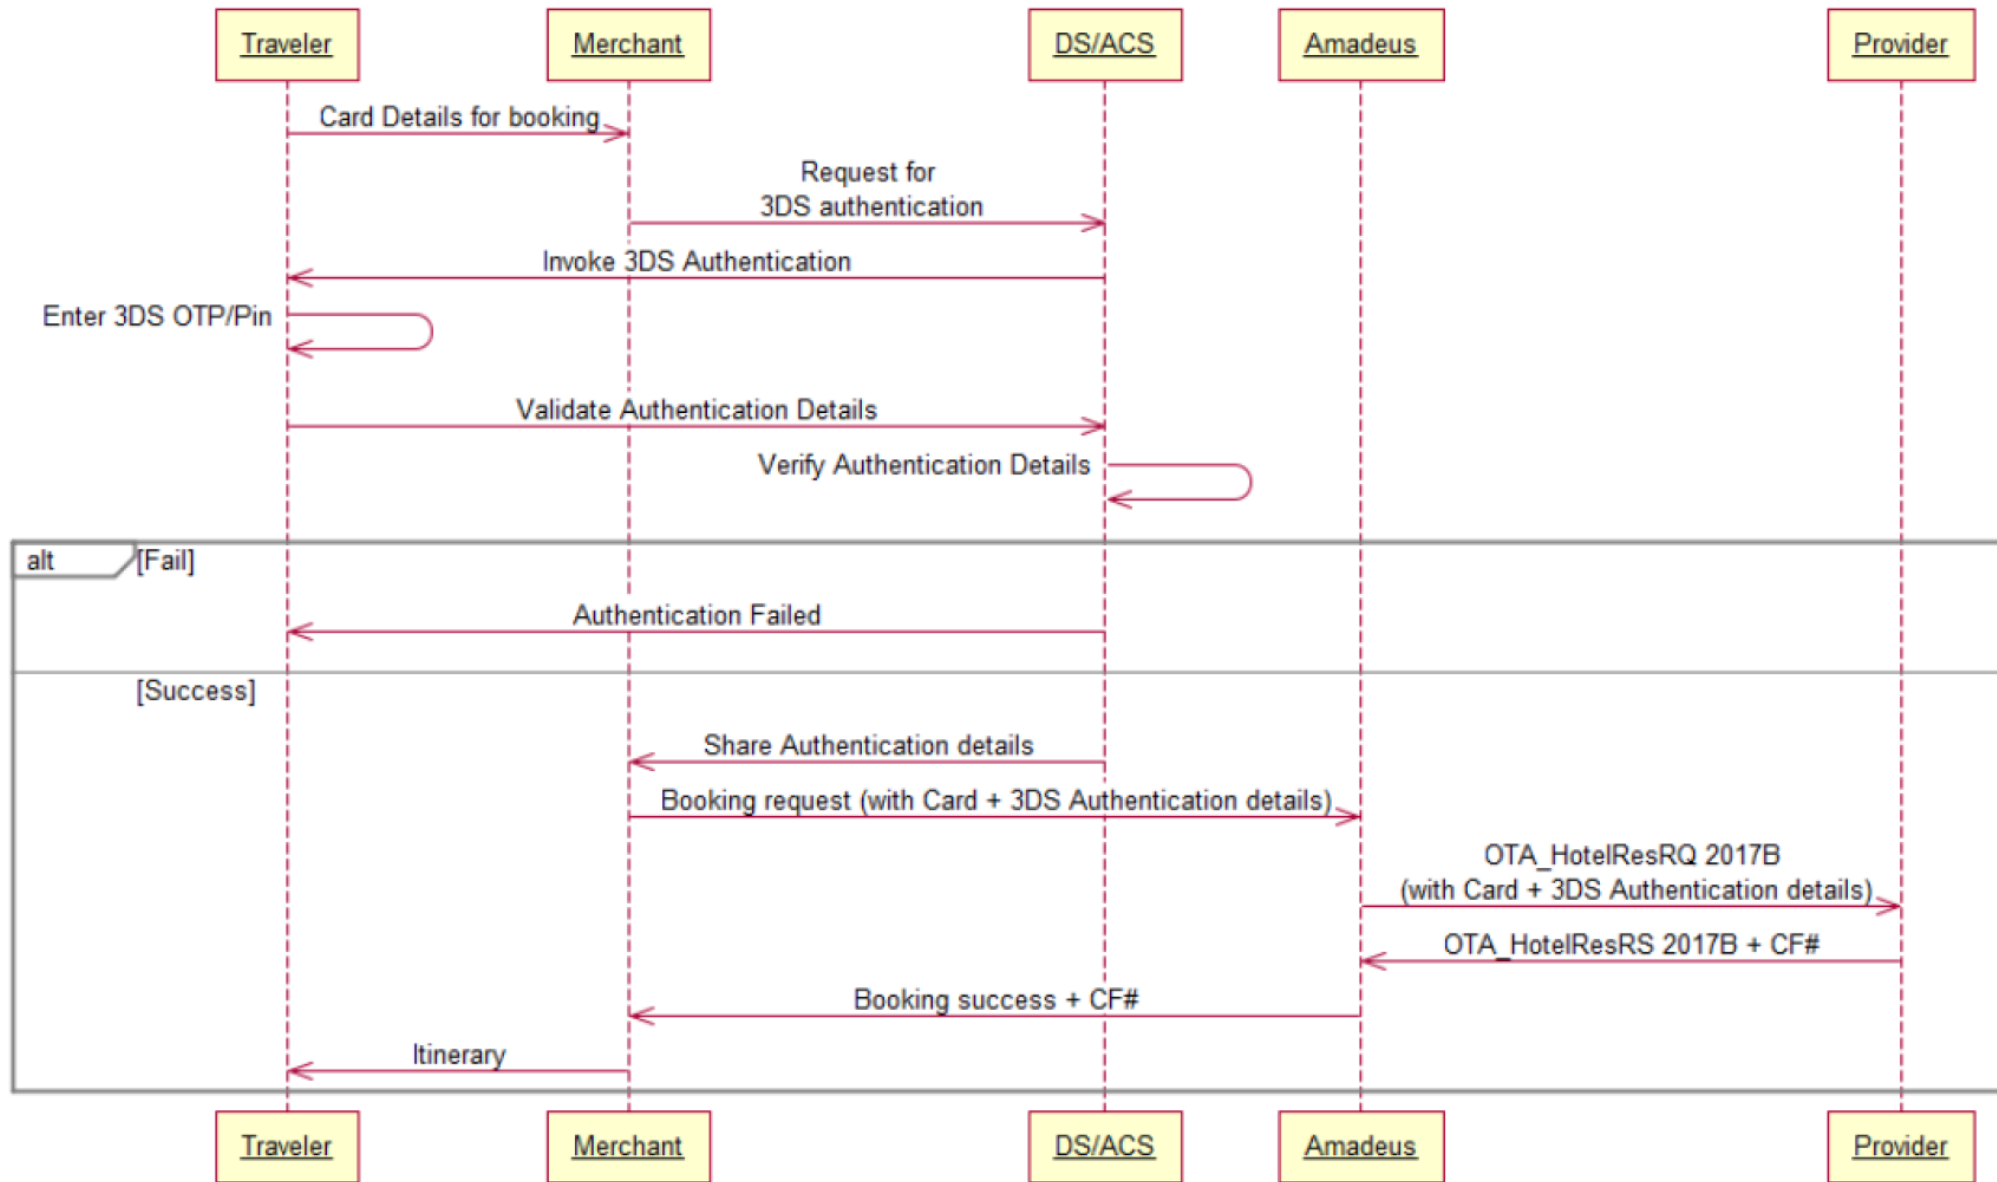 Traveler
Merchant
DS/ACS
Amadeus
Provider
Card Details for booking
Request for
3DS authentication
Invoke 3DS Authentication
Enter 3DS OTP/Pin
Validate Authentication Details
Verify Authentication Details
alt
[Fail]
Authentication Failed
[Success]
Share Authentication details
Booking request (with Card + 3DS Authentication details)
OTA_HotelResRQ 2017B
(with Card + 3DS Authentication details)
OTA_HotelResRS 2017B + CF#
Booking success + CF#
Itinerary
Traveler
Merchant
DS/ACS
Amadeus
Provider